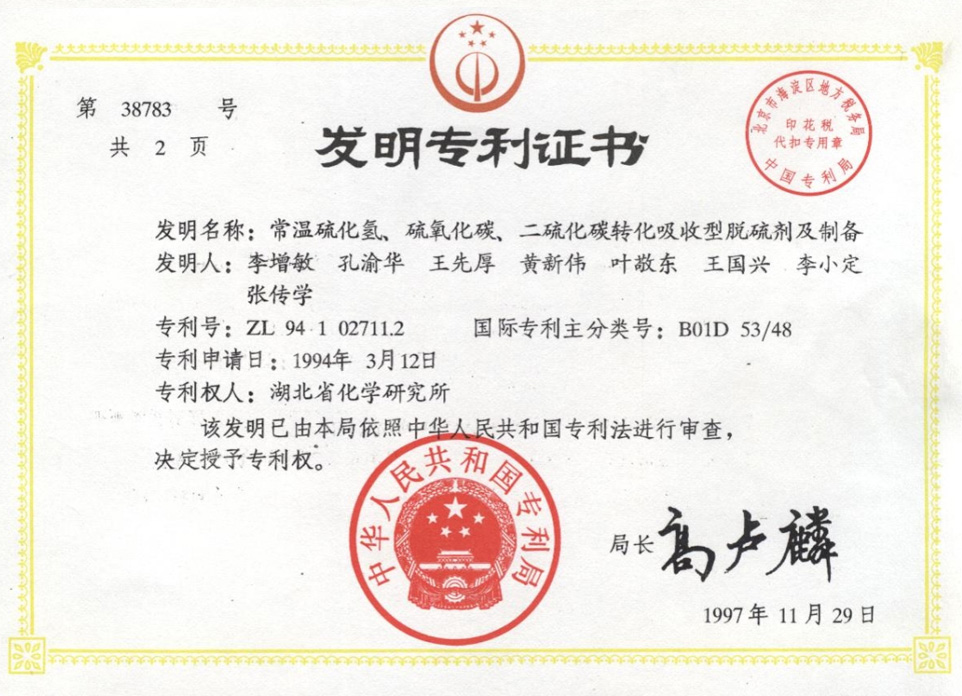 第 38783 号
共 2 页
发明专利证书
北京市海淀区地方税务局
印花税
代扣专用章
中国专利局
发明名称：常温硫化氢、硫氧化碳、二硫化碳转化吸收型脱硫剂及制备
发明人：李增敏 孔渝华 王先厚 黄新伟 叶敬东 王国兴 李小定
张传学
专利号：ZL 94 1 02711.2 国际专利主分类号：B01D 53/48
专利申请日：1994年 3月12日
专利权人：湖北省化学研究所
该发明已由本局依照中华人民共和国专利法进行审查，
决定授予专利权。
中华人民共和国专利局
局长 高卢麟
1997 年 11 月 29 日